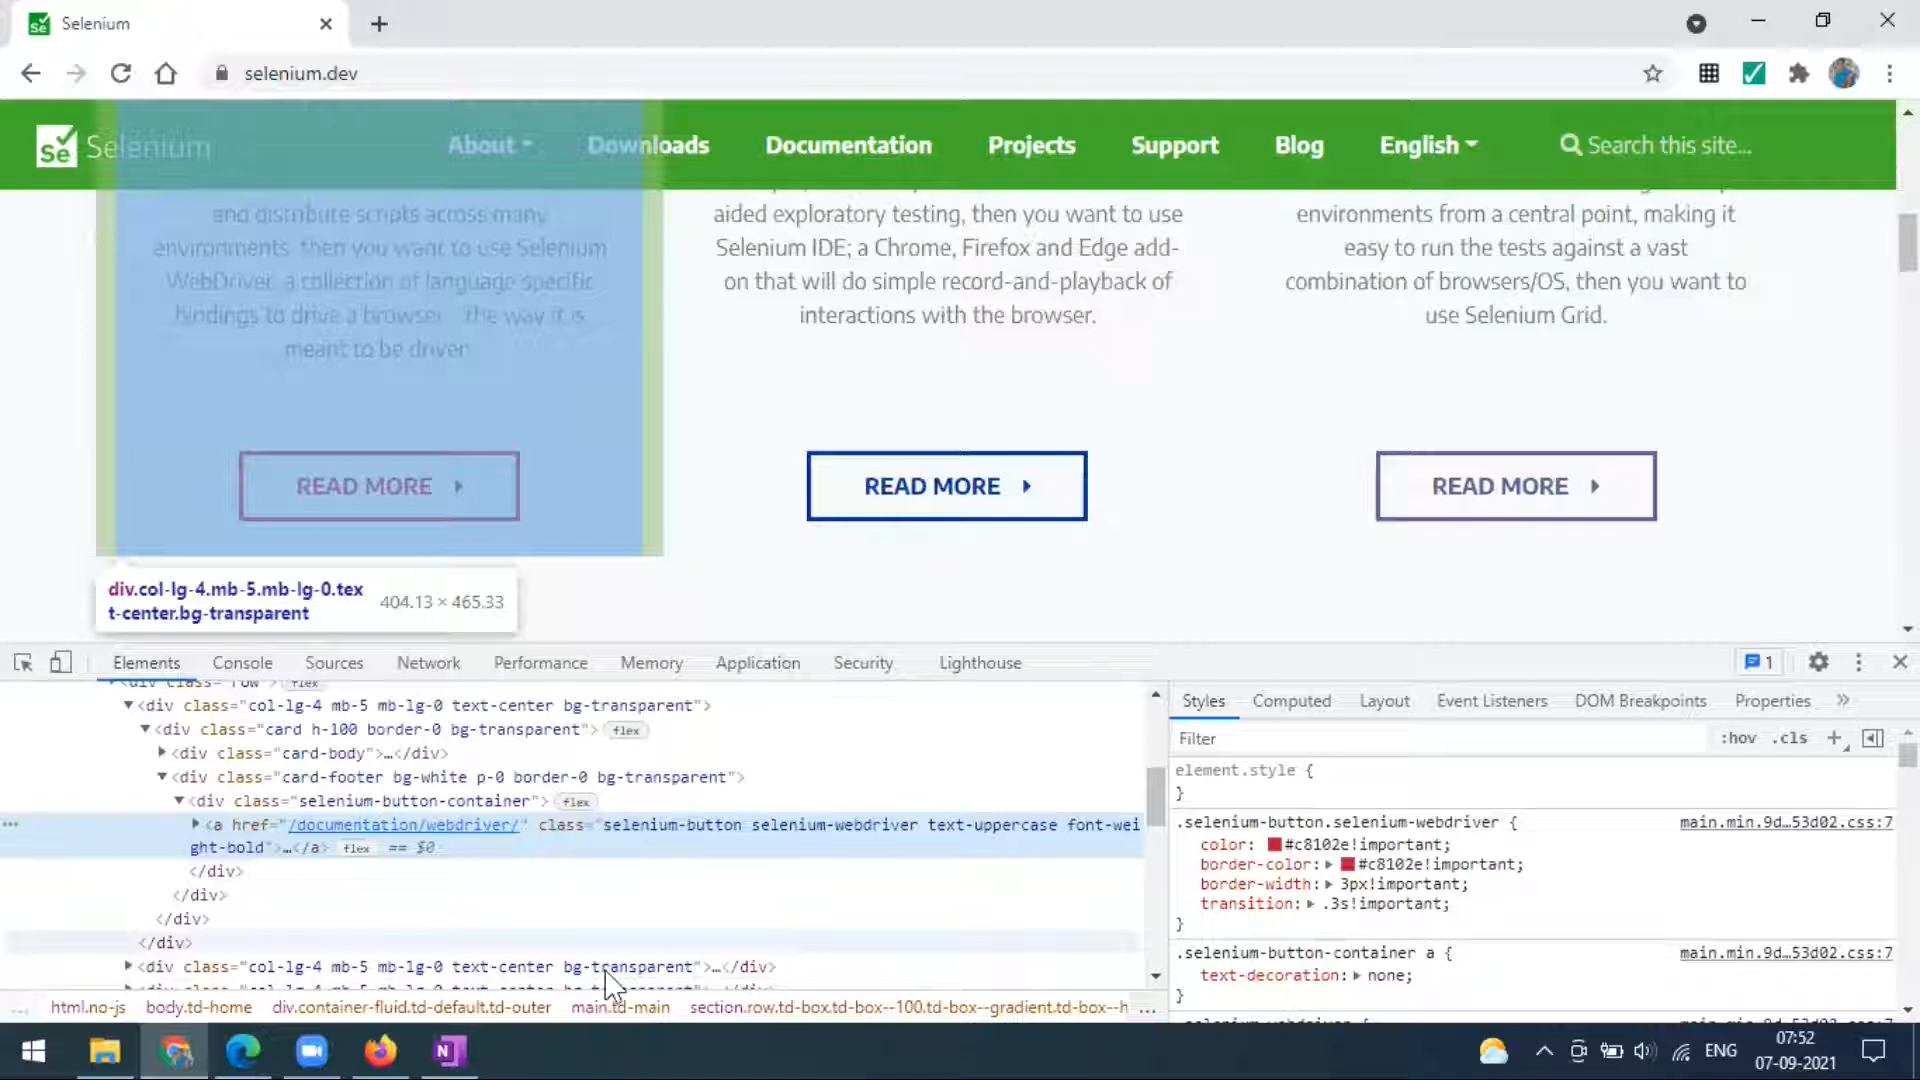 Selenium
selenium.dev
Se Selenium
About
Downloads
Documentation
Projects
Support
Blog
English
Search this site...
and distribute scripts across many
environments, then you want to use Selenium
WebDriver, a collection of language specific
bindings to drive a browser - the way it is
meant to be driven.
READ MORE
aided exploratory testing, then you want to use
Selenium IDE; a Chrome, Firefox and Edge add-
on that will do simple record-and-playback of
interactions with the browser.
READ MORE
environments from a central point, making it
easy to run the tests against a vast
combination of browsers/OS, then you want to
use Selenium Grid.
READ MORE
div.col-lg-4.mb-5.mb-lg-0.tex
t-center.bg-transparent
404.13 × 465.33
Elements
Console
Sources
Network
Performance
Memory
Application
Security
Lighthouse
1
<div class="row"> flex
<div class="col-lg-4 mb-5 mb-lg-0 text-center bg-transparent">
<div class="card h-100 border-0 bg-transparent"> flex
<div class="card-body">…</div>
<div class="card-footer bg-white p-0 border-0 bg-transparent">
<div class="selenium-button-container"> flex
<a href="/documentation/webdriver/" class="selenium-button selenium-webdriver text-uppercase font-wei
ght-bold">…</a> flex == $0
</div>
</div>
</div>
</div>
<div class="col-lg-4 mb-5 mb-lg-0 text-center bg-transparent">…</div>
... html.no-js body.td-home div.container-fluid.td-default.td-outer main.td-main section.row.td-box.td-box--100.td-box--gradient.td-box--h ...
Styles
Computed
Layout
Event Listeners
DOM Breakpoints
Properties
Filter
:hov .cls
element.style {
}
.selenium-button.selenium-webdriver {
main.min.9d…53d02.css:7
color: #c8102e!important;
border-color: #c8102e!important;
border-width: 3px!important;
transition: .3s!important;
}
.selenium-button-container a {
main.min.9d…53d02.css:7
text-decoration: none;
}
ENG
07:52
07-09-2021